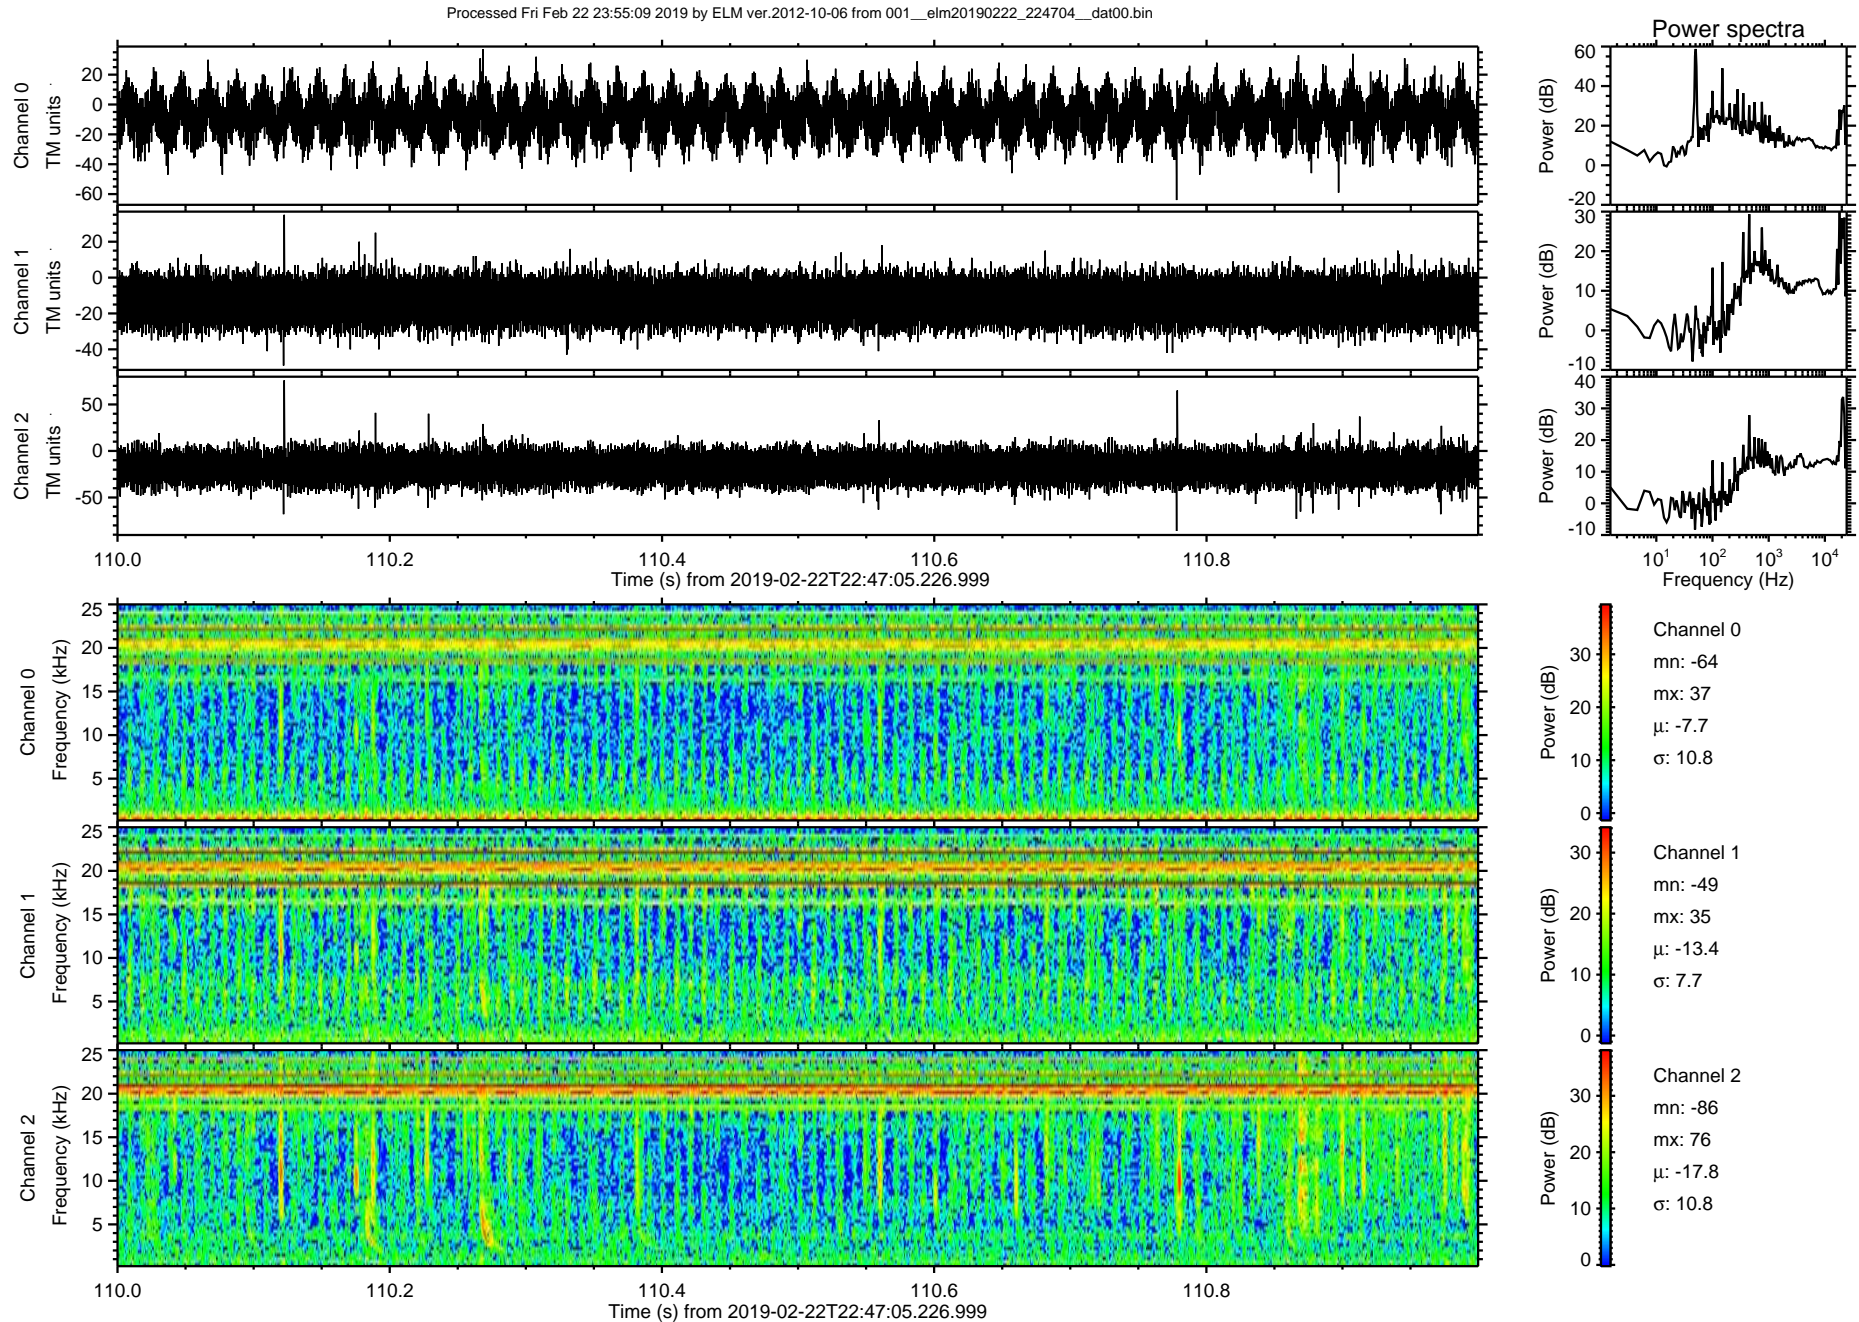 Processed Fri Feb 22 23:55:09 2019 by ELM ver.2012-10-06 from 001__elm20190222_224704__dat00.bin
Power spectra
Channel 0
TM units
20
0
-20
-40
-60
Power (dB)
60
40
20
0
-20
Channel 1
TM units
20
0
-20
-40
Power (dB)
30
20
10
0
-10
Channel 2
TM units
50
0
-50
Power (dB)
40
30
20
10
0
-10
110.0 110.2 110.4 110.6 110.8
Time (s) from 2019-02-22T22:47:05.226.999
10^1 10^2 10^3 10^4
Frequency (Hz)
Channel 0
Frequency (kHz)
25
20
15
10
5
Power (dB)
30
20
10
0
Channel 0
mn: -64
mx: 37
μ: -7.7
σ: 10.8
Channel 1
Frequency (kHz)
25
20
15
10
5
Power (dB)
30
20
10
0
Channel 1
mn: -49
mx: 35
μ: -13.4
σ: 7.7
Channel 2
Frequency (kHz)
25
20
15
10
5
Power (dB)
30
20
10
0
Channel 2
mn: -86
mx: 76
μ: -17.8
σ: 10.8
110.0 110.2 110.4 110.6 110.8
Time (s) from 2019-02-22T22:47:05.226.999